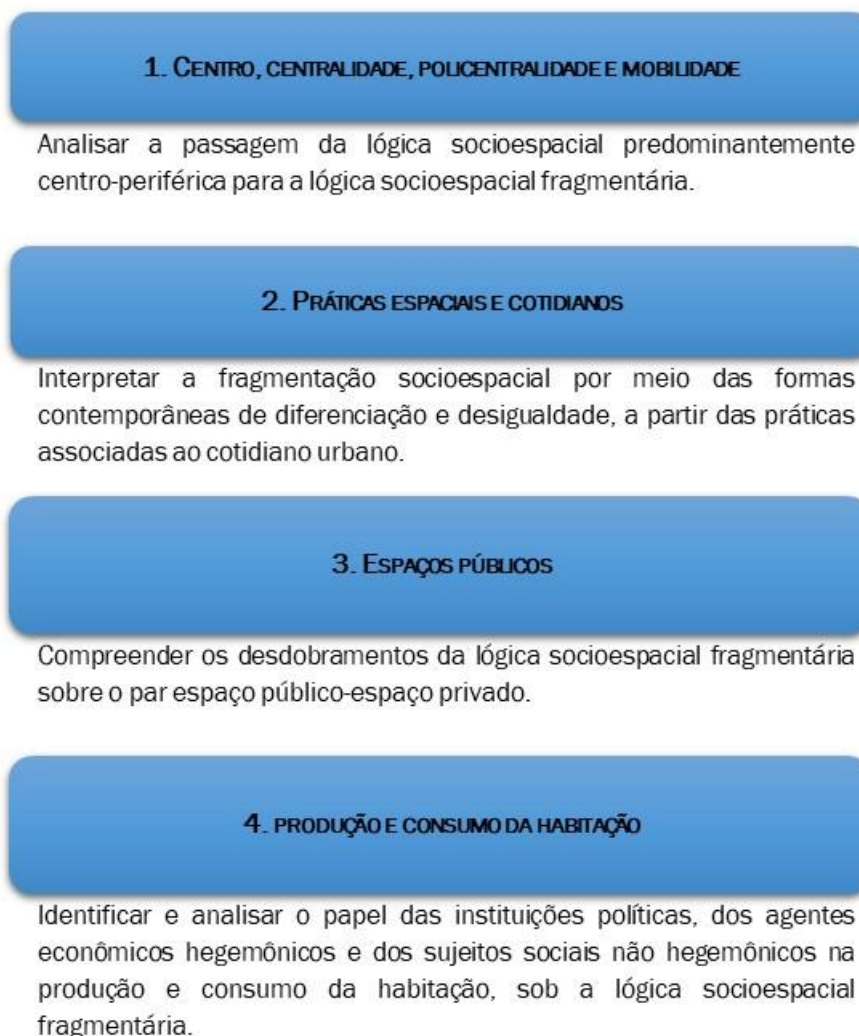 1. CENTRO, CENTRALIDADE, POLICENTRALIDADE E MOBILIDADE
Analisar a passagem da lógica socioespacial predominantemente
centro-periférica para a lógica socioespacial fragmentária.
2. PRÁTICAS ESPACIAIS E COTIDIANOS
Interpretar a fragmentação socioespacial por meio das formas
contemporâneas de diferenciação e desigualdade, a partir das práticas
associadas ao cotidiano urbano.
3. ESPAÇOS PÚBLICOS
Compreender os desdobramentos da lógica socioespacial fragmentária
sobre o par espaço público-espaço privado.
4. PRODUÇÃO E CONSUMO DA HABITAÇÃO
Identificar e analisar o papel das instituições políticas, dos agentes
econômicos hegemônicos e dos sujeitos sociais não hegemônicos na
produção e consumo da habitação, sob a lógica socioespacial
fragmentária.